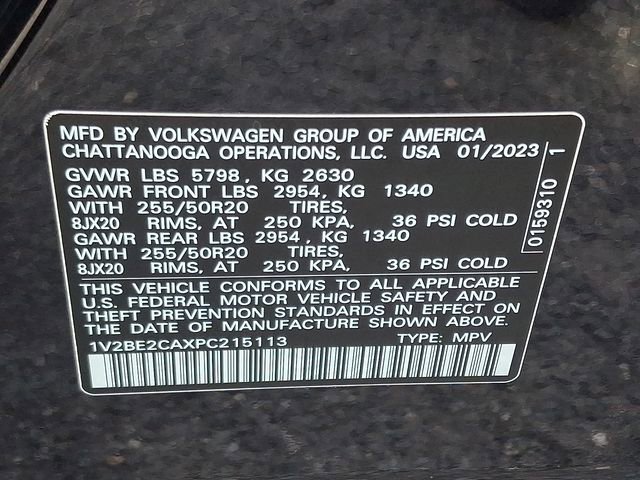 MFD BY VOLKSWAGEN GROUP OF AMERICA
CHATTANOOGA OPERATIONS, LLC. USA 01/2023
GVWR LBS 5798, KG 2630
GAWR FRONT LBS 2954, KG 1340
WITH 255/50R20 TIRES,
8JX20 RIMS, AT 250 KPA, 36 PSI COLD
GAWR REAR LBS 2954, KG 1340
WITH 255/50R20 TIRES,
8JX20 RIMS, AT 250 KPA, 36 PSI COLD
0159310 1
THIS VEHICLE CONFORMS TO ALL APPLICABLE
U.S. FEDERAL MOTOR VEHICLE SAFETY AND
THEFT PREVENTION STANDARDS IN EFFECT ON
THE DATE OF MANUFACTURE SHOWN ABOVE.
1V2BE2CAXPC215113 TYPE: MPV